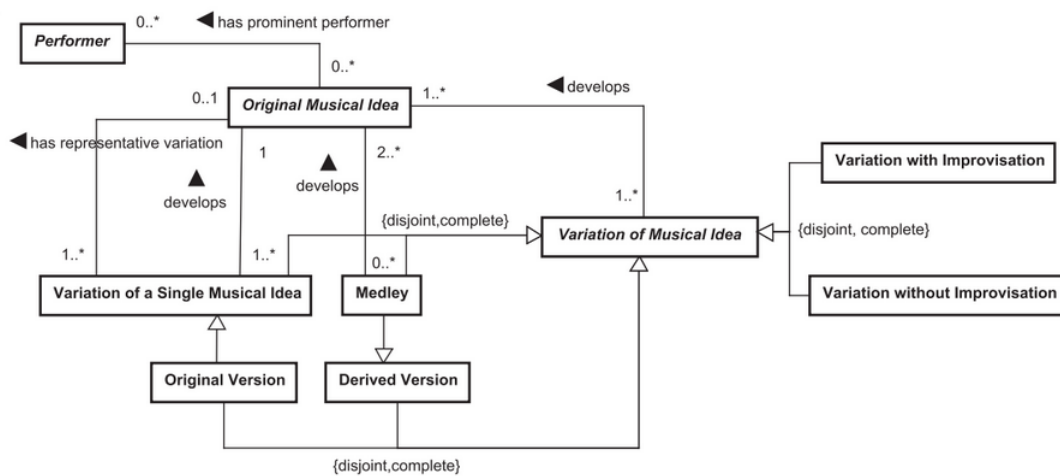 0..*
◀ has prominent performer
Performer
0..*
0..1
Original Musical Idea
1..*
◀ develops
◀ has representative variation
1
2..*
▲
▲
develops
develops
Variation with Improvisation
{disjoint,complete}
1..*
Variation of Musical Idea
{disjoint, complete}
1..*
1..*
0..*
Variation of a Single Musical Idea
Medley
Variation without Improvisation
Original Version
Derived Version
{disjoint,complete}